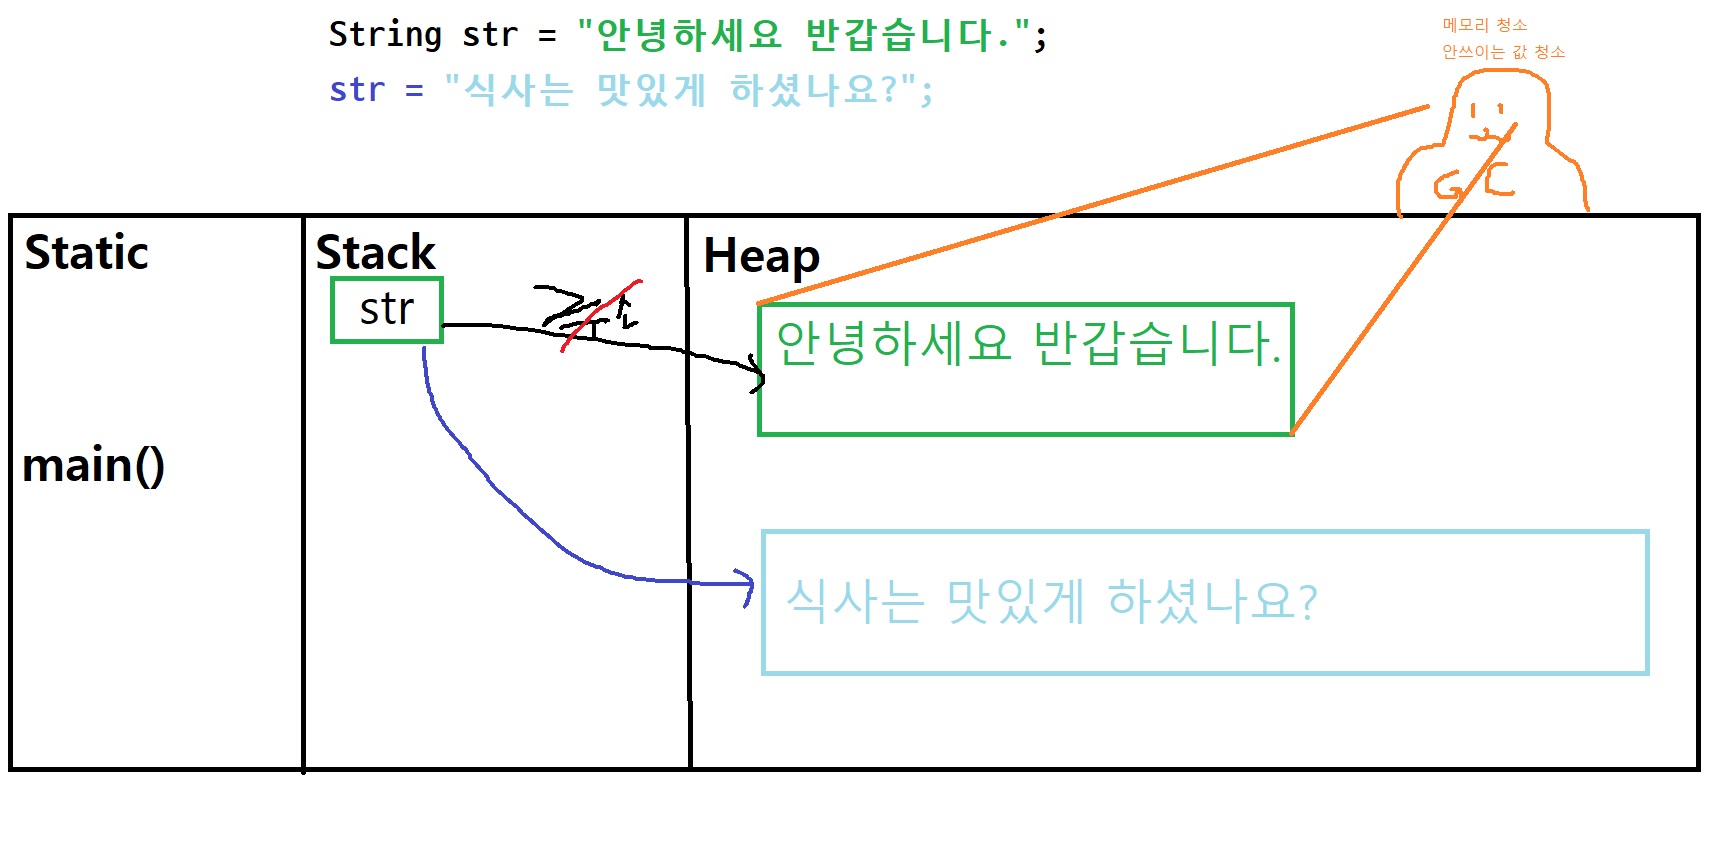 String str = "안녕하세요 반갑습니다.";
str = "식사는 맛있게 하셨나요?";
메모리 청소
안쓰이는 값 청소
GC
Static
Stack
Heap
str
참조
안녕하세요 반갑습니다.
main()
식사는 맛있게 하셨나요?